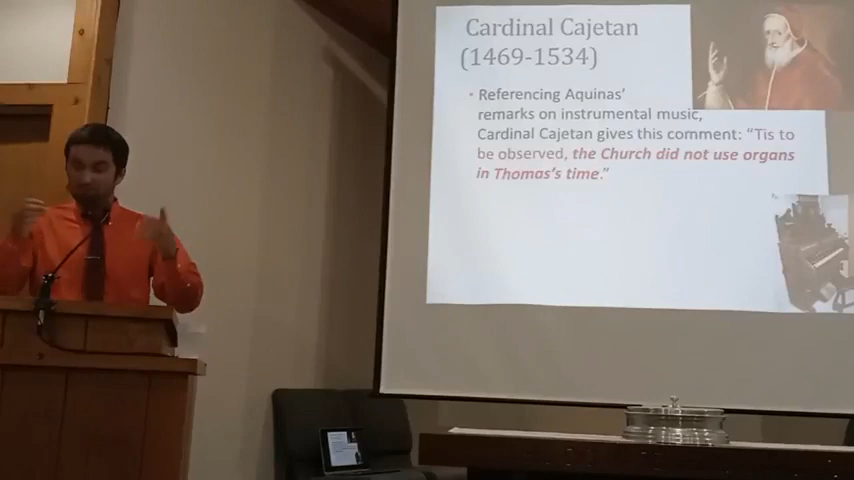 Cardinal Cajetan
(1469-1534)
• Referencing Aquinas'
remarks on instrumental music,
Cardinal Cajetan gives this comment: “Tis to
be observed, the Church did not use organs
in Thomas's time.”